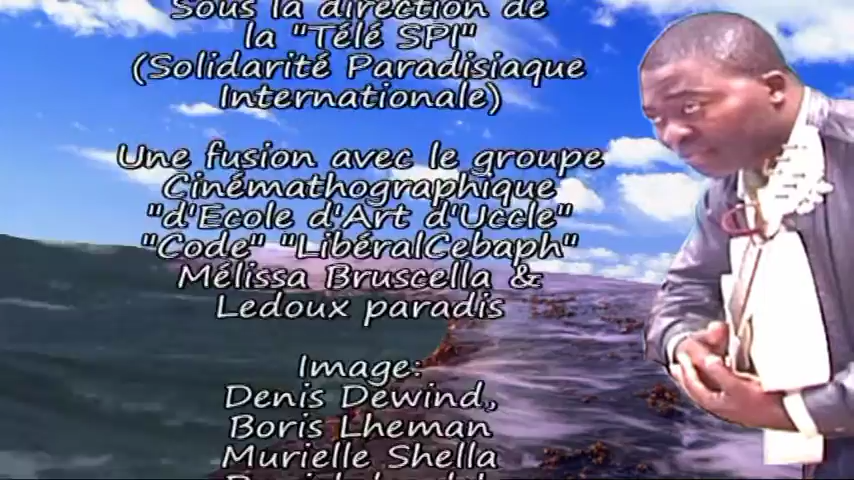 Sous la direction de
la "Télé SPI"
(Solidarité Paradisiaque
Internationale)
Une fusion avec le groupe
Cinémathographique
"d'Ecole d'Art d'Uccle"
"Code" "LibéralCebaph"
Mélissa Bruscella &
Ledoux paradis
Image:
Denis Dewind,
Boris Lheman
Murielle Shella